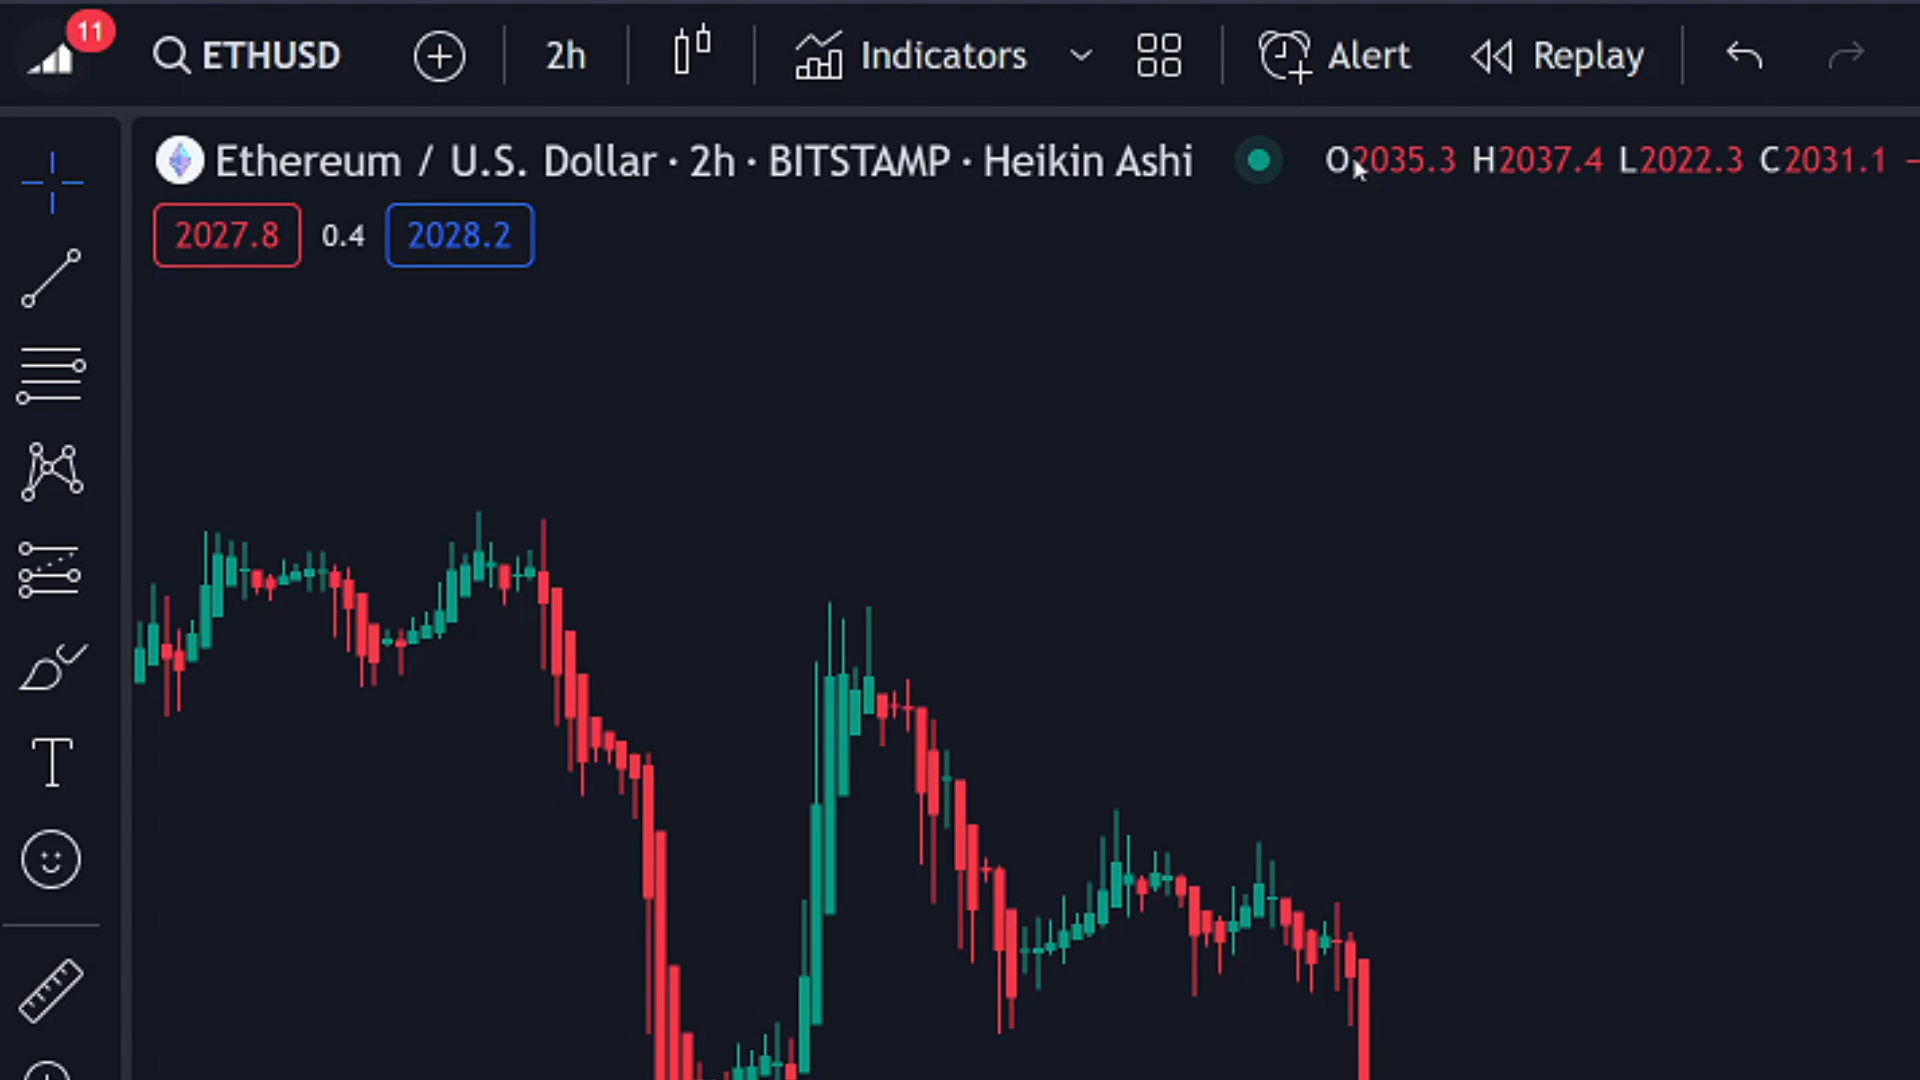 11
ETHUSD 2h Indicators Alert Replay
Ethereum / U.S. Dollar · 2h · BITSTAMP · Heikin Ashi O2035.3 H2037.4 L2022.3 C2031.1 −
2027.8 0.4 2028.2
T